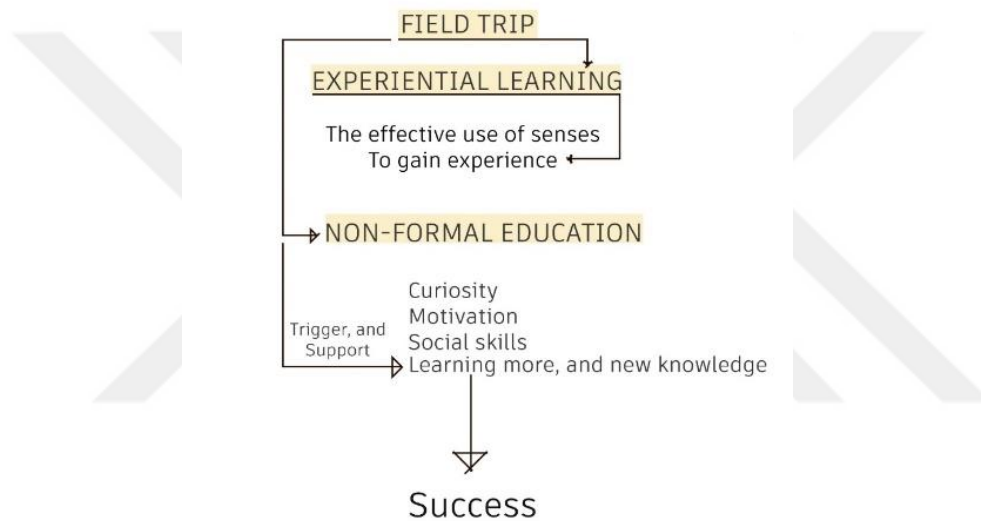 FIELD TRIP
EXPERIENTIAL LEARNING
The effective use of senses
To gain experience
NON-FORMAL EDUCATION
Curiosity
Motivation
Trigger, and
Support
Social skills
Learning more, and new knowledge
Success